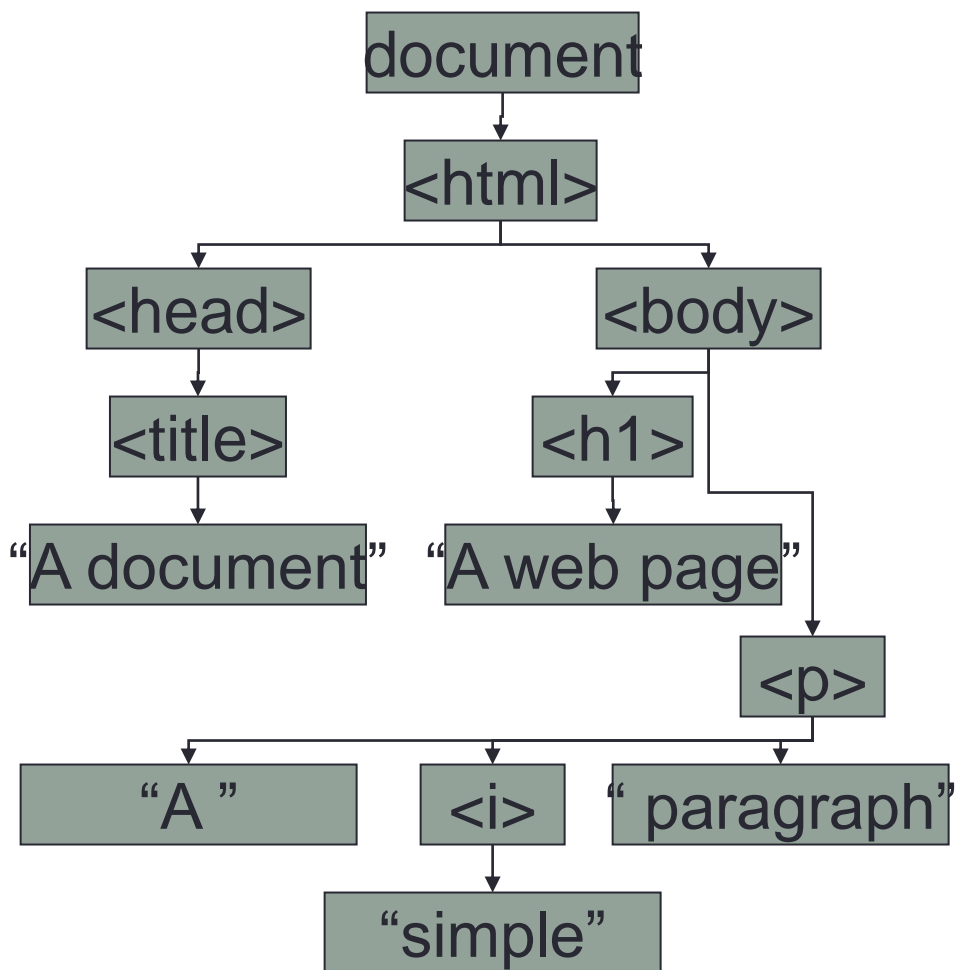 document
<html>
<head>
<body>
<title>
<h1>
“A document”
“A web page”
<p>
“A ”
<i>
“ paragraph”
“simple”